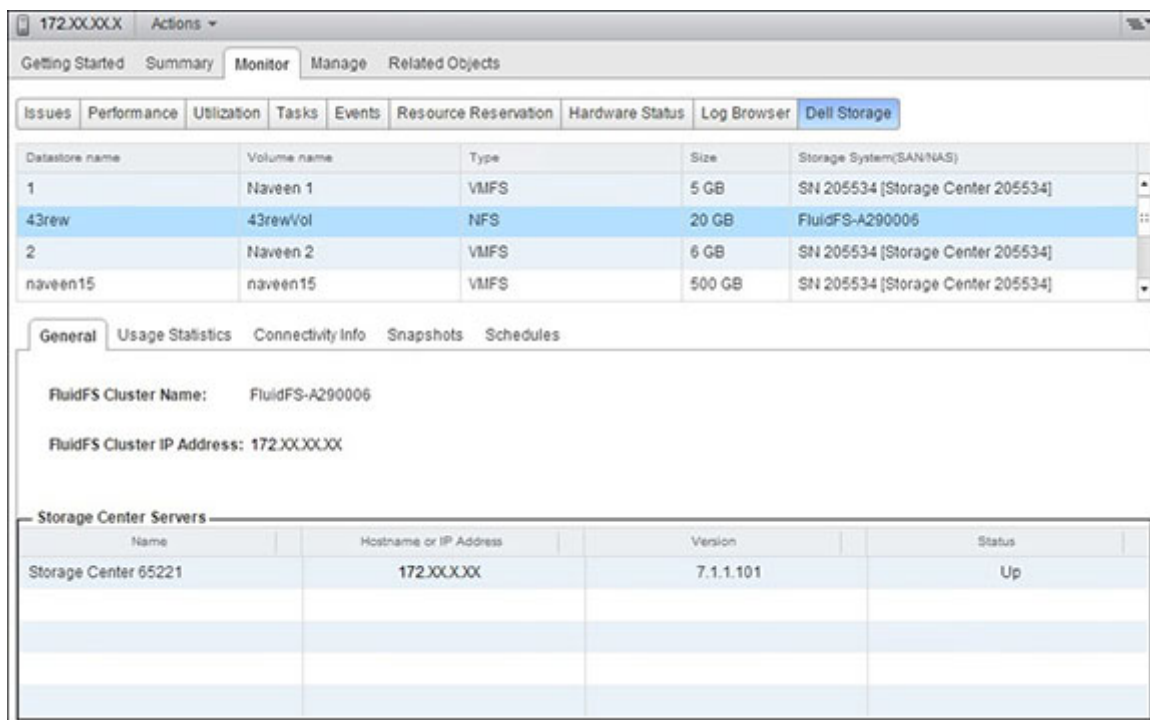 172.XX.XX.X Actions
Getting Started Summary Monitor Manage Related Objects
Issues Performance Utilization Tasks Events Resource Reservation Hardware Status Log Browser Dell Storage
Datastore name Volume name Type Size Storage System(SAN/NAS)
1 Naveen 1 VMFS 5 GB SN 205534 [Storage Center 205534]
43rew 43rewVol NFS 20 GB FluidFS-A290006
2 Naveen 2 VMFS 6 GB SN 205534 [Storage Center 205534]
naveen15 naveen15 VMFS 500 GB SN 205534 [Storage Center 205534]
General Usage Statistics Connectivity Info Snapshots Schedules
FluidFS Cluster Name: FluidFS-A290006
FluidFS Cluster IP Address: 172.XX.XX.XX
Storage Center Servers
Name Hostname or IP Address Version Status
Storage Center 65221 172.XX.X.XX 7.1.1.101 Up